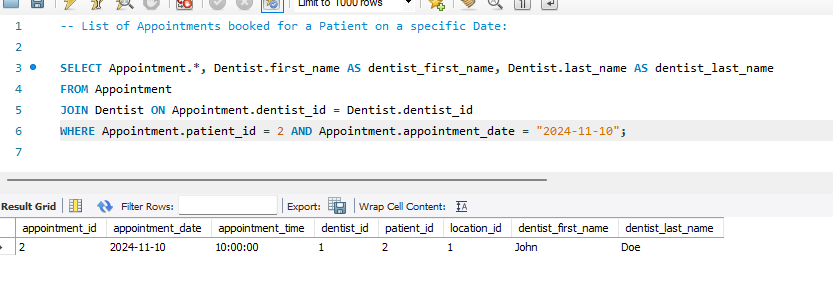 Limit to 1000 rows
1 -- List of Appointments booked for a Patient on a specific Date:
2
3 SELECT Appointment.*, Dentist.first_name AS dentist_first_name, Dentist.last_name AS dentist_last_name
4 FROM Appointment
5 JOIN Dentist ON Appointment.dentist_id = Dentist.dentist_id
6 WHERE Appointment.patient_id = 2 AND Appointment.appointment_date = "2024-11-10";
7
Result Grid Filter Rows: Export: Wrap Cell Content:
appointment_id appointment_date appointment_time dentist_id patient_id location_id dentist_first_name dentist_last_name
2 2024-11-10 10:00:00 1 2 1 John Doe